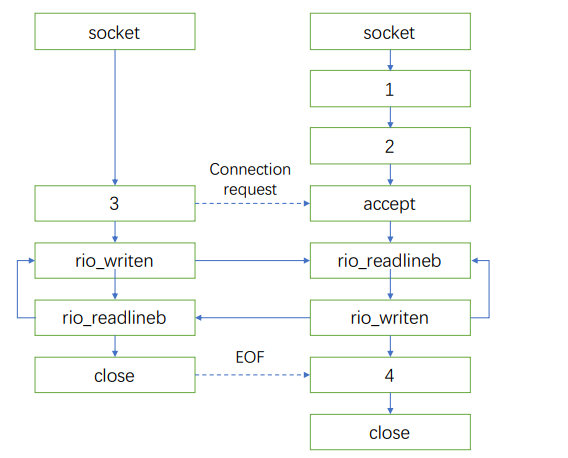 socket
socket
1
2
Connection
request
3
accept
rio_writen
rio_readlineb
rio_readlineb
rio_writen
EOF
close
4
close